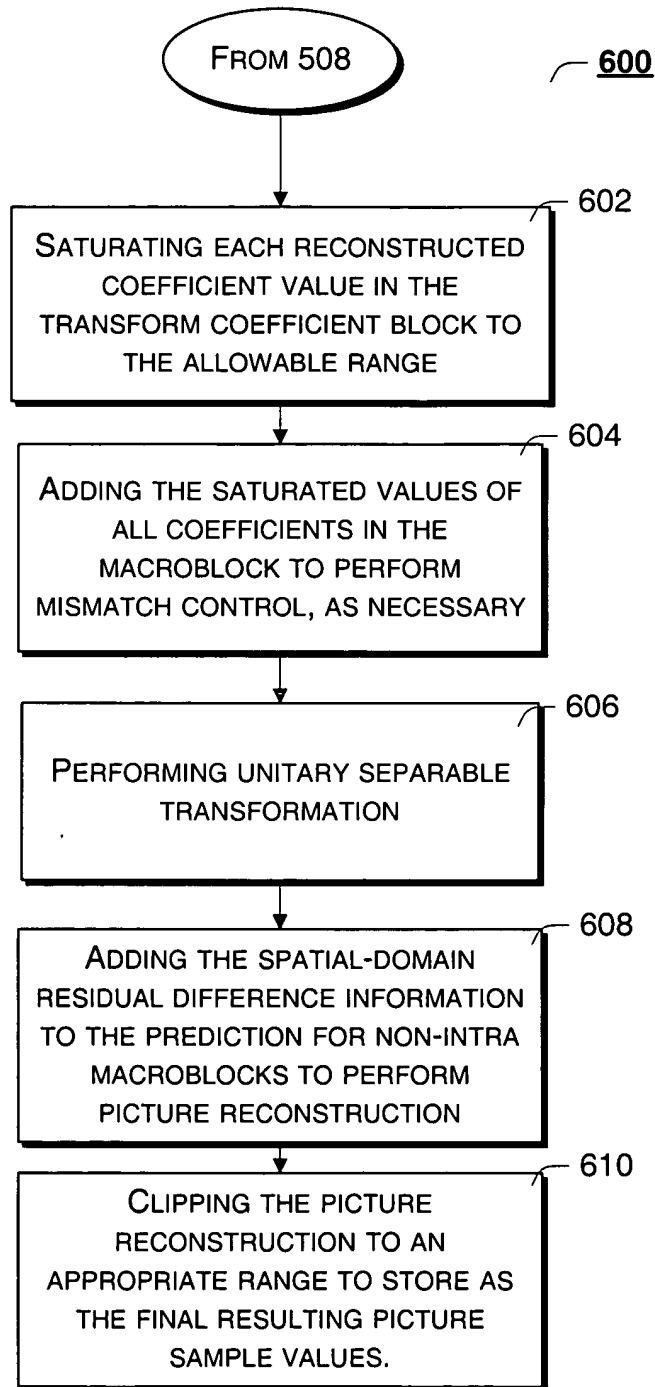 FROM 508
600
602
SATURATING EACH RECONSTRUCTED
COEFFICIENT VALUE IN THE
TRANSFORM COEFFICIENT BLOCK TO
THE ALLOWABLE RANGE
604
ADDING THE SATURATED VALUES OF
ALL COEFFICIENTS IN THE
MACROBLOCK TO PERFORM
MISMATCH CONTROL, AS NECESSARY
606
PERFORMING UNITARY SEPARABLE
TRANSFORMATION
608
ADDING THE SPATIAL-DOMAIN
RESIDUAL DIFFERENCE INFORMATION
TO THE PREDICTION FOR NON-INTRA
MACROBLOCKS TO PERFORM
PICTURE RECONSTRUCTION
610
CLIPPING THE PICTURE
RECONSTRUCTION TO AN
APPROPRIATE RANGE TO STORE AS
THE FINAL RESULTING PICTURE
SAMPLE VALUES.